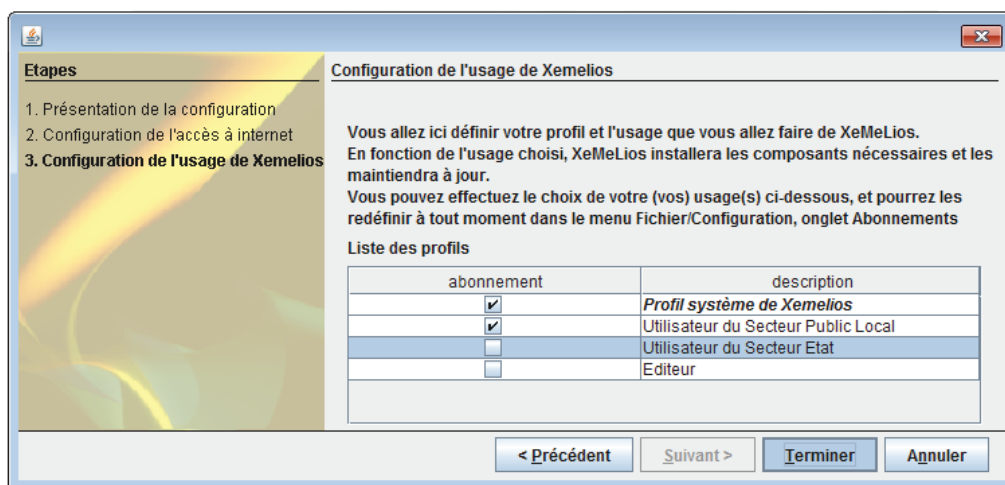 Etapes
1. Présentation de la configuration
2. Configuration de l'accès à internet
3. Configuration de l'usage de Xemelios
Configuration de l'usage de Xemelios
Vous allez ici définir votre profil et l'usage que vous allez faire de XeMeLios.
En fonction de l'usage choisi, XeMeLios installera les composants nécessaires et les
maintiendra à jour.
Vous pouvez effectuez le choix de votre (vos) usage(s) ci-dessous, et pourrez les
redéfinir à tout moment dans le menu Fichier/Configuration, onglet Abonnements
Liste des profils
abonnement description
Profil système de Xemelios
Utilisateur du Secteur Public Local
Utilisateur du Secteur Etat
Editeur
< Précédent Suivant > Terminer Annuler